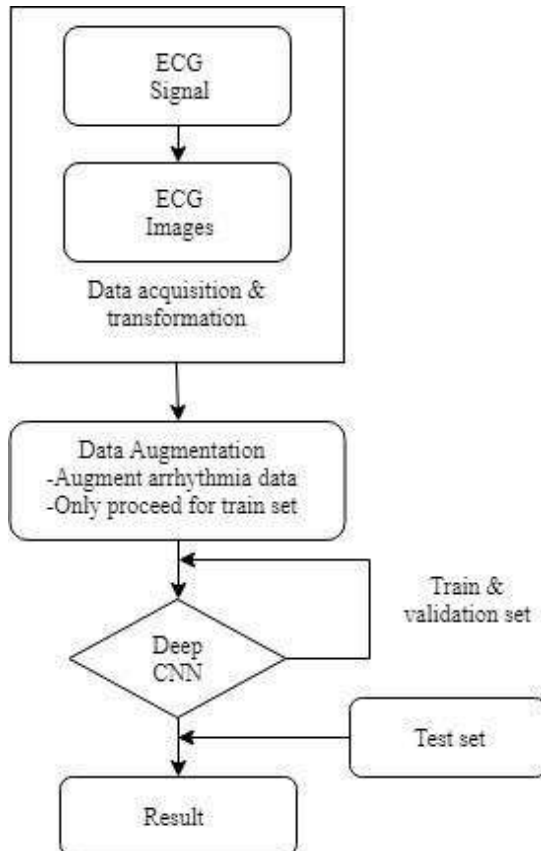 ECG
Signal
ECG
Images
Data acquisition &
transformation
Data Augmentation
-Augment arrhythmia data
-Only proceed for train set
Train &
validation set
Deep
CNN
Test set
Result